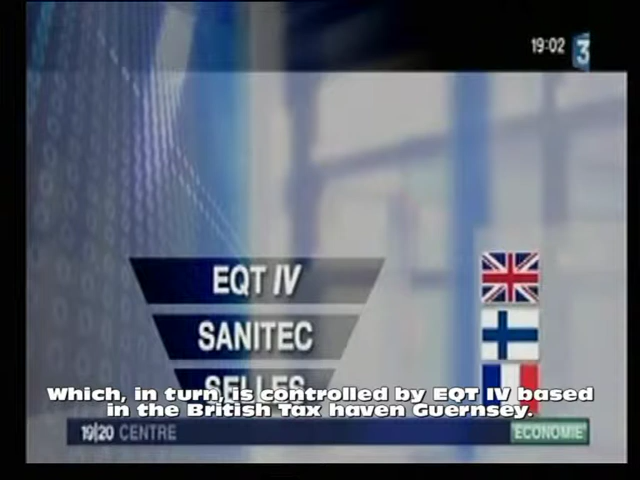 19:02 3
EQT IV
SANITEC
SELLES
Which, in turn, is controlled by EQT IV based
in the British Tax haven Guernsey.
19|20 CENTRE
ECONOMIE